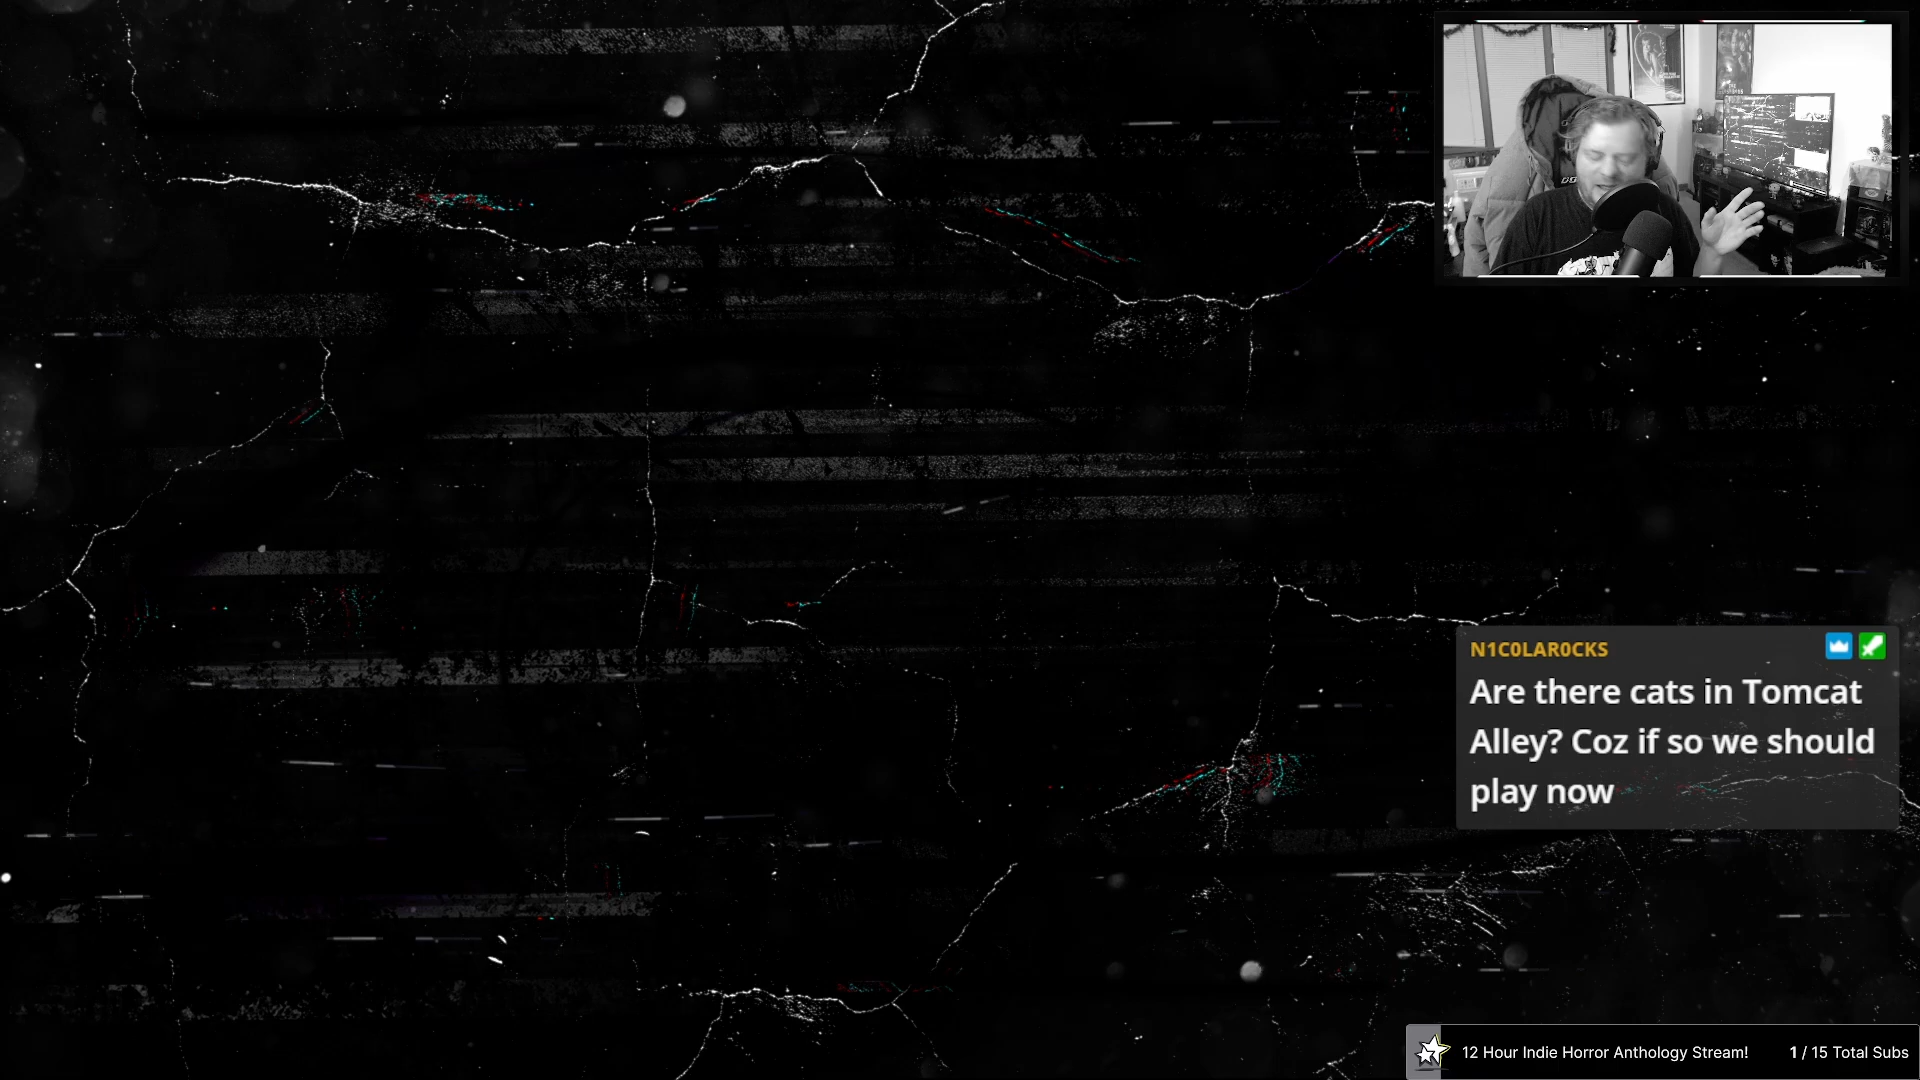 N1C0LAR0CKS
Are there cats in Tomcat
Alley? Coz if so we should
play now
12 Hour Indie Horror Anthology Stream! 1 / 15 Total Subs